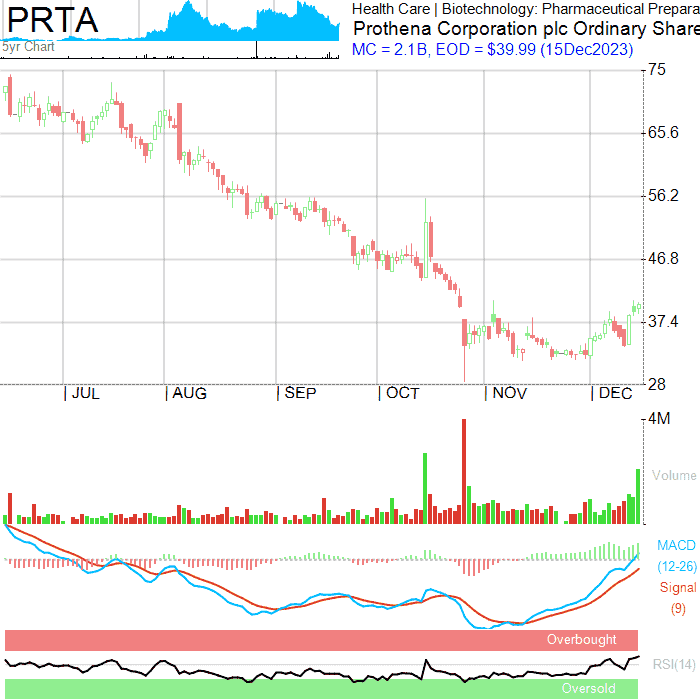 PRTA
5yr Chart
Health Care | Biotechnology: Pharmaceutical Prepara
Prothena Corporation plc Ordinary Share
MC = 2.1B, EOD = $39.99 (15Dec2023)
75
65.6
56.2
46.8
37.4
28
JUL
AUG
SEP
OCT
NOV
DEC
4M
Volume
MACD
(12-26)
Signal
(9)
Overbought
RSI(14)
Oversold